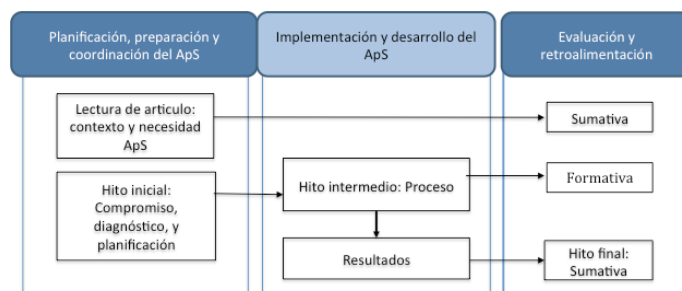 Planificación, preparación y
coordinación del ApS
Implementación y desarrollo del
ApS
Evaluación y
retroalimentación
Lectura de articulo:
contexto y necesidad
ApS
Sumativa
Hito inicial:
Compromiso,
diagnóstico, y
planificación
Hito intermedio: Proceso
Formativa
Resultados
Hito final:
Sumativa